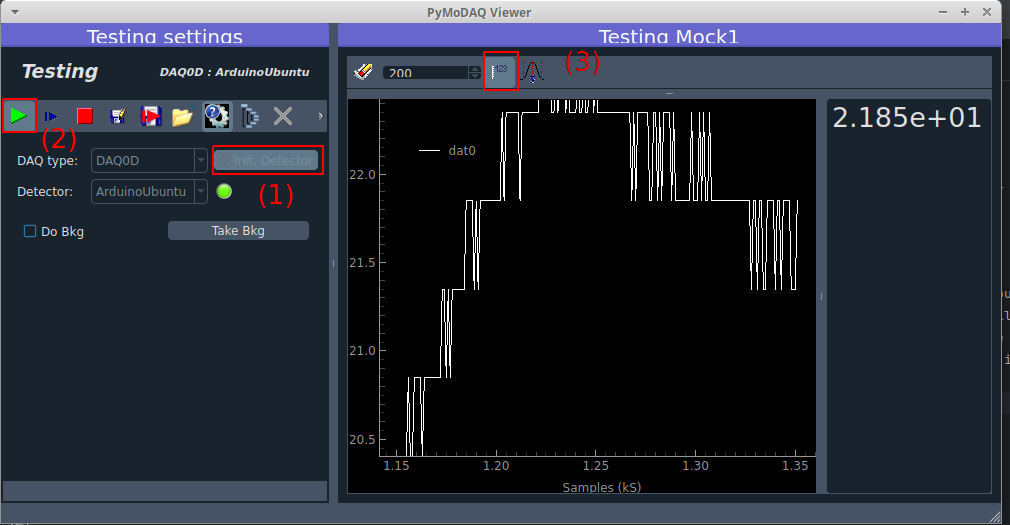 PyMoDAQ Viewer
Testing settings
Testing Mock1
Testing
DAQ0D : ArduinoUbuntu
200
123
(3)
(2)
DAQ type:
DAQ0D
Init. Detector
Detector:
ArduinoUbuntu
(1)
Do Bkg
Take Bkg
dat0
2.185e+01
22.0
21.5
21.0
20.5
1.15
1.20
1.25
1.30
1.35
Samples (kS)